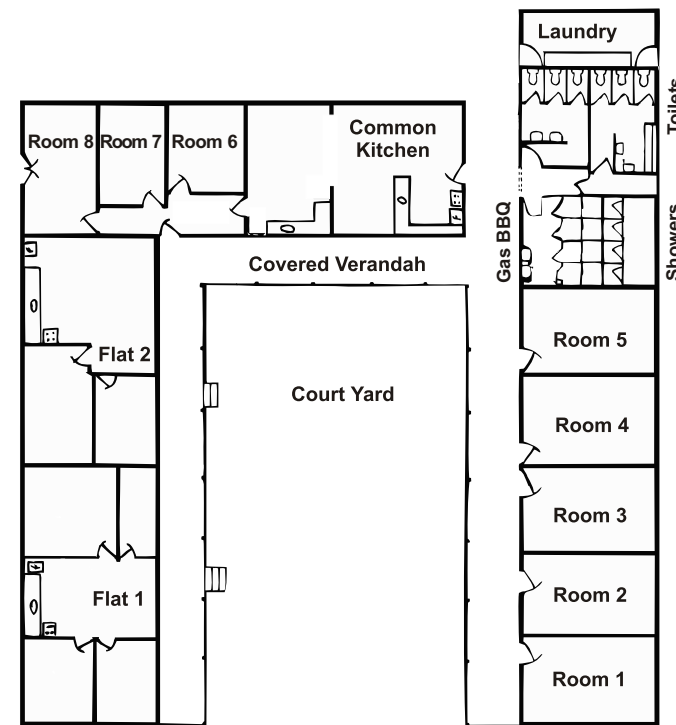 Laundry
Toilets
Common
Kitchen
Room 8
Room 7
Room 6
Gas BBQ
Showers
Covered Verandah
Flat 2
Room 5
Court Yard
Room 4
Room 3
Flat 1
Room 2
Room 1